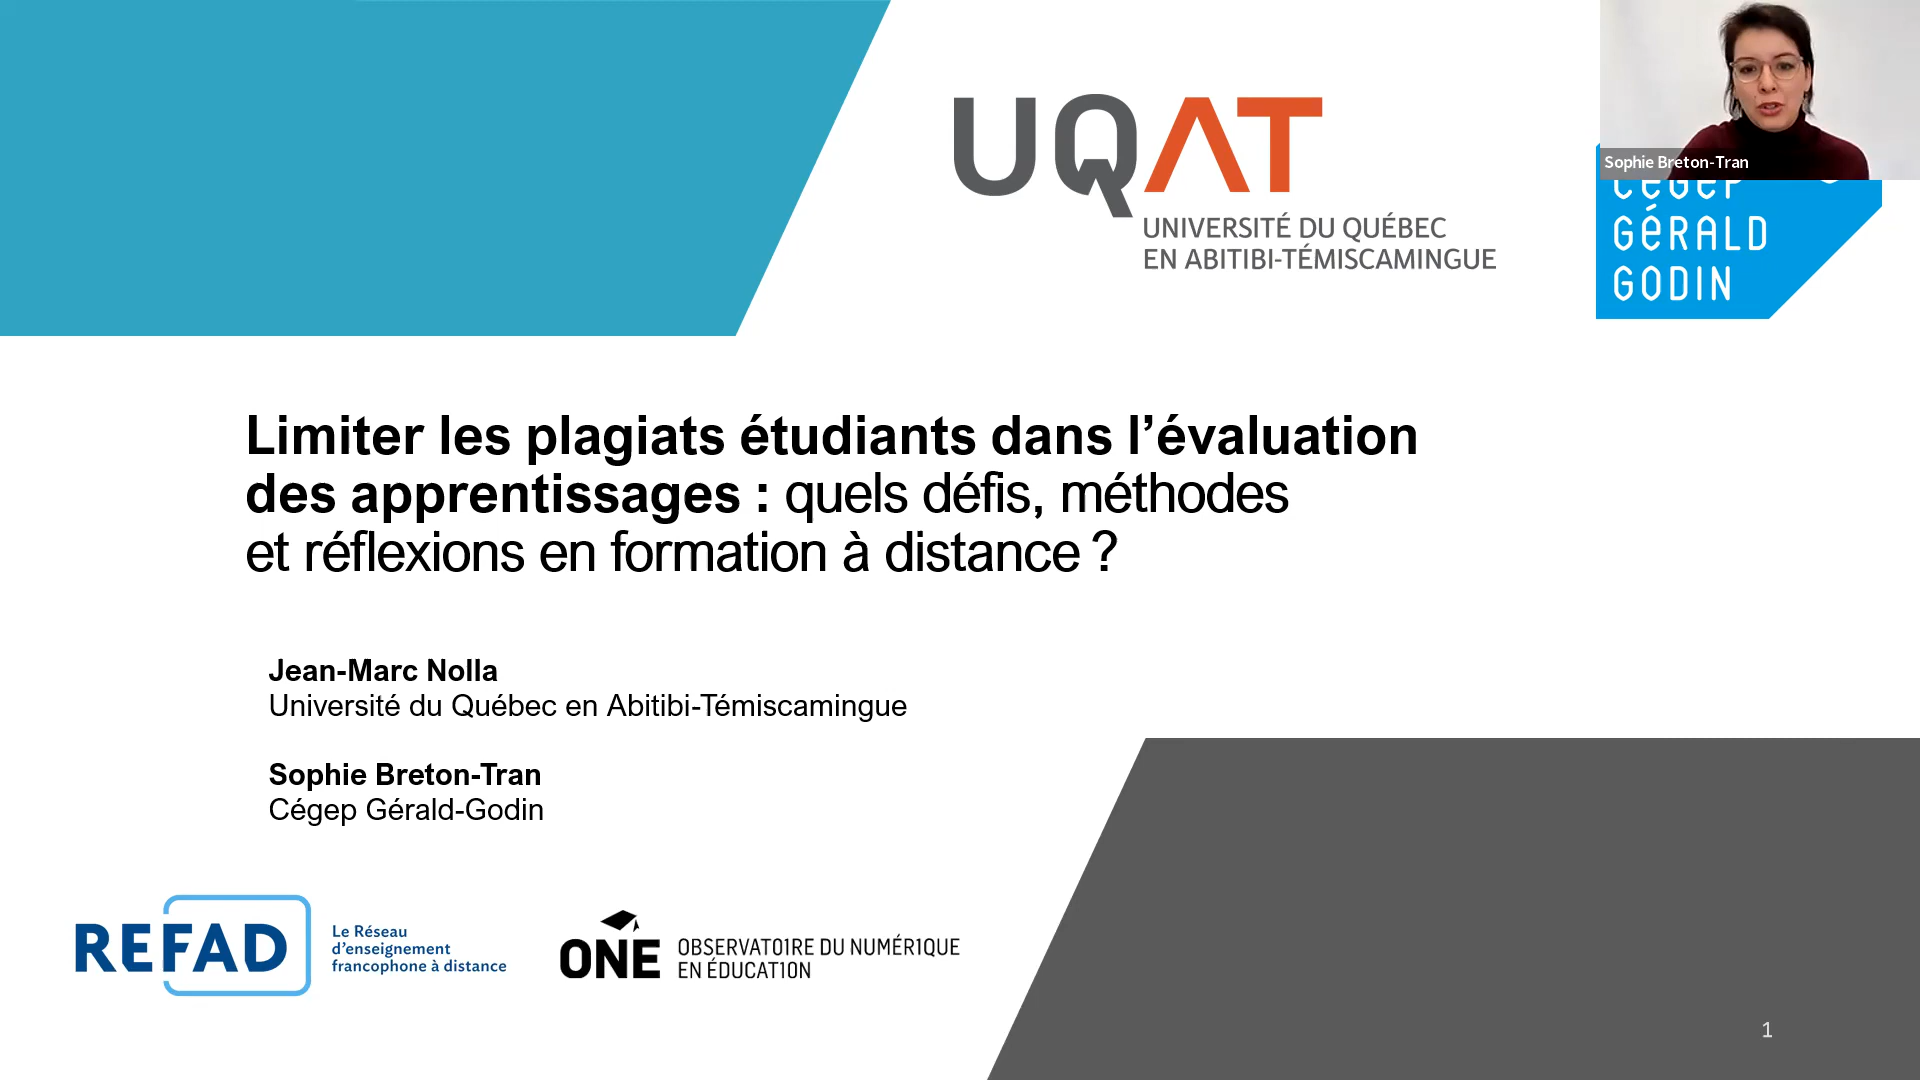 UQAT
UNIVERSITÉ DU QUÉBEC
EN ABITIBI-TÉMISCAMINGUE
Sophie Breton-Tran
CÉGEP
GÉRALD
GODIN
Limiter les plagiats étudiants dans l’évaluation
des apprentissages : quels défis, méthodes
et réflexions en formation à distance ?
Jean-Marc Nolla
Université du Québec en Abitibi-Témiscamingue
Sophie Breton-Tran
Cégep Gérald-Godin
REFAD
Le Réseau
d’enseignement
francophone à distance
ONE
OBSERVATOIRE DU NUMÉRIQUE
EN ÉDUCATION
1